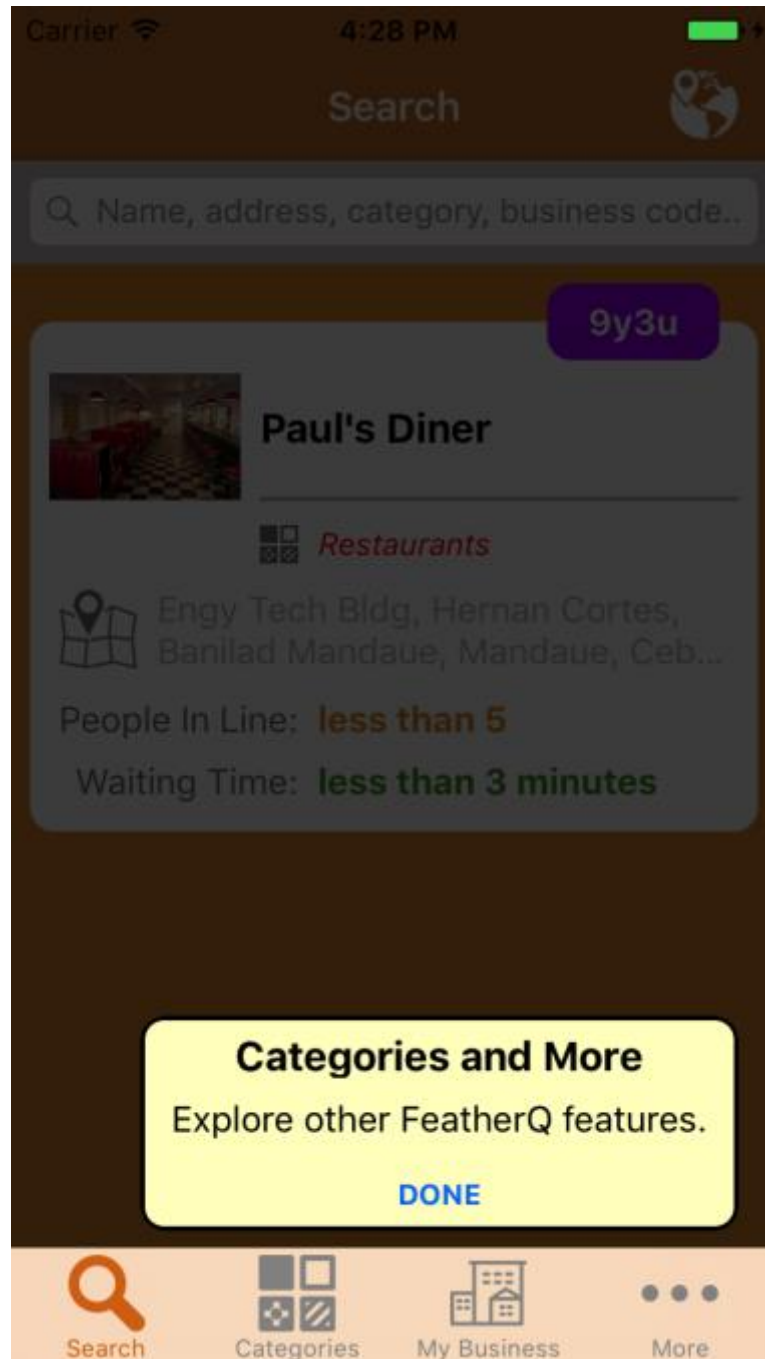 Carrier 4:28 PM
Search
Name, address, category, business code..
9y3u
Paul's Diner
Restaurants
Engy Tech Bldg, Hernan Cortes,
Banilad Mandaue, Mandaue, Ceb...
People In Line: less than 5
Waiting Time: less than 3 minutes
Categories and More
Explore other FeatherQ features.
DONE
Search Categories My Business More